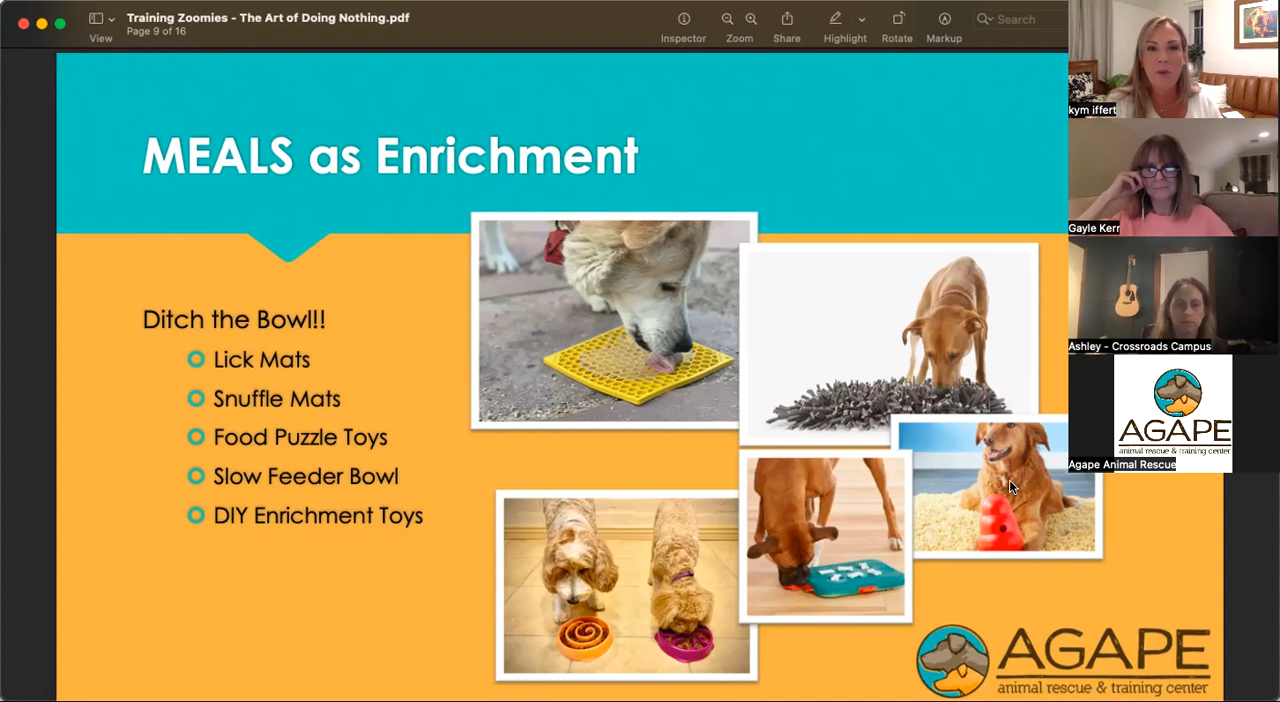 Training Zoomies - The Art of Doing Nothing.pdf
Page 9 of 16
View
Inspector
Zoom
Share
Highlight
Rotate
Markup
Search
MEALS as Enrichment
Ditch the Bowl!!
Lick Mats
Snuffle Mats
Food Puzzle Toys
Slow Feeder Bowl
DIY Enrichment Toys
AGAPE
animal rescue & training center
kym iffert
Gayle Kerr
Ashley - Crossroads Campus
AGAPE
animal rescue & training center
Agape Animal Rescue